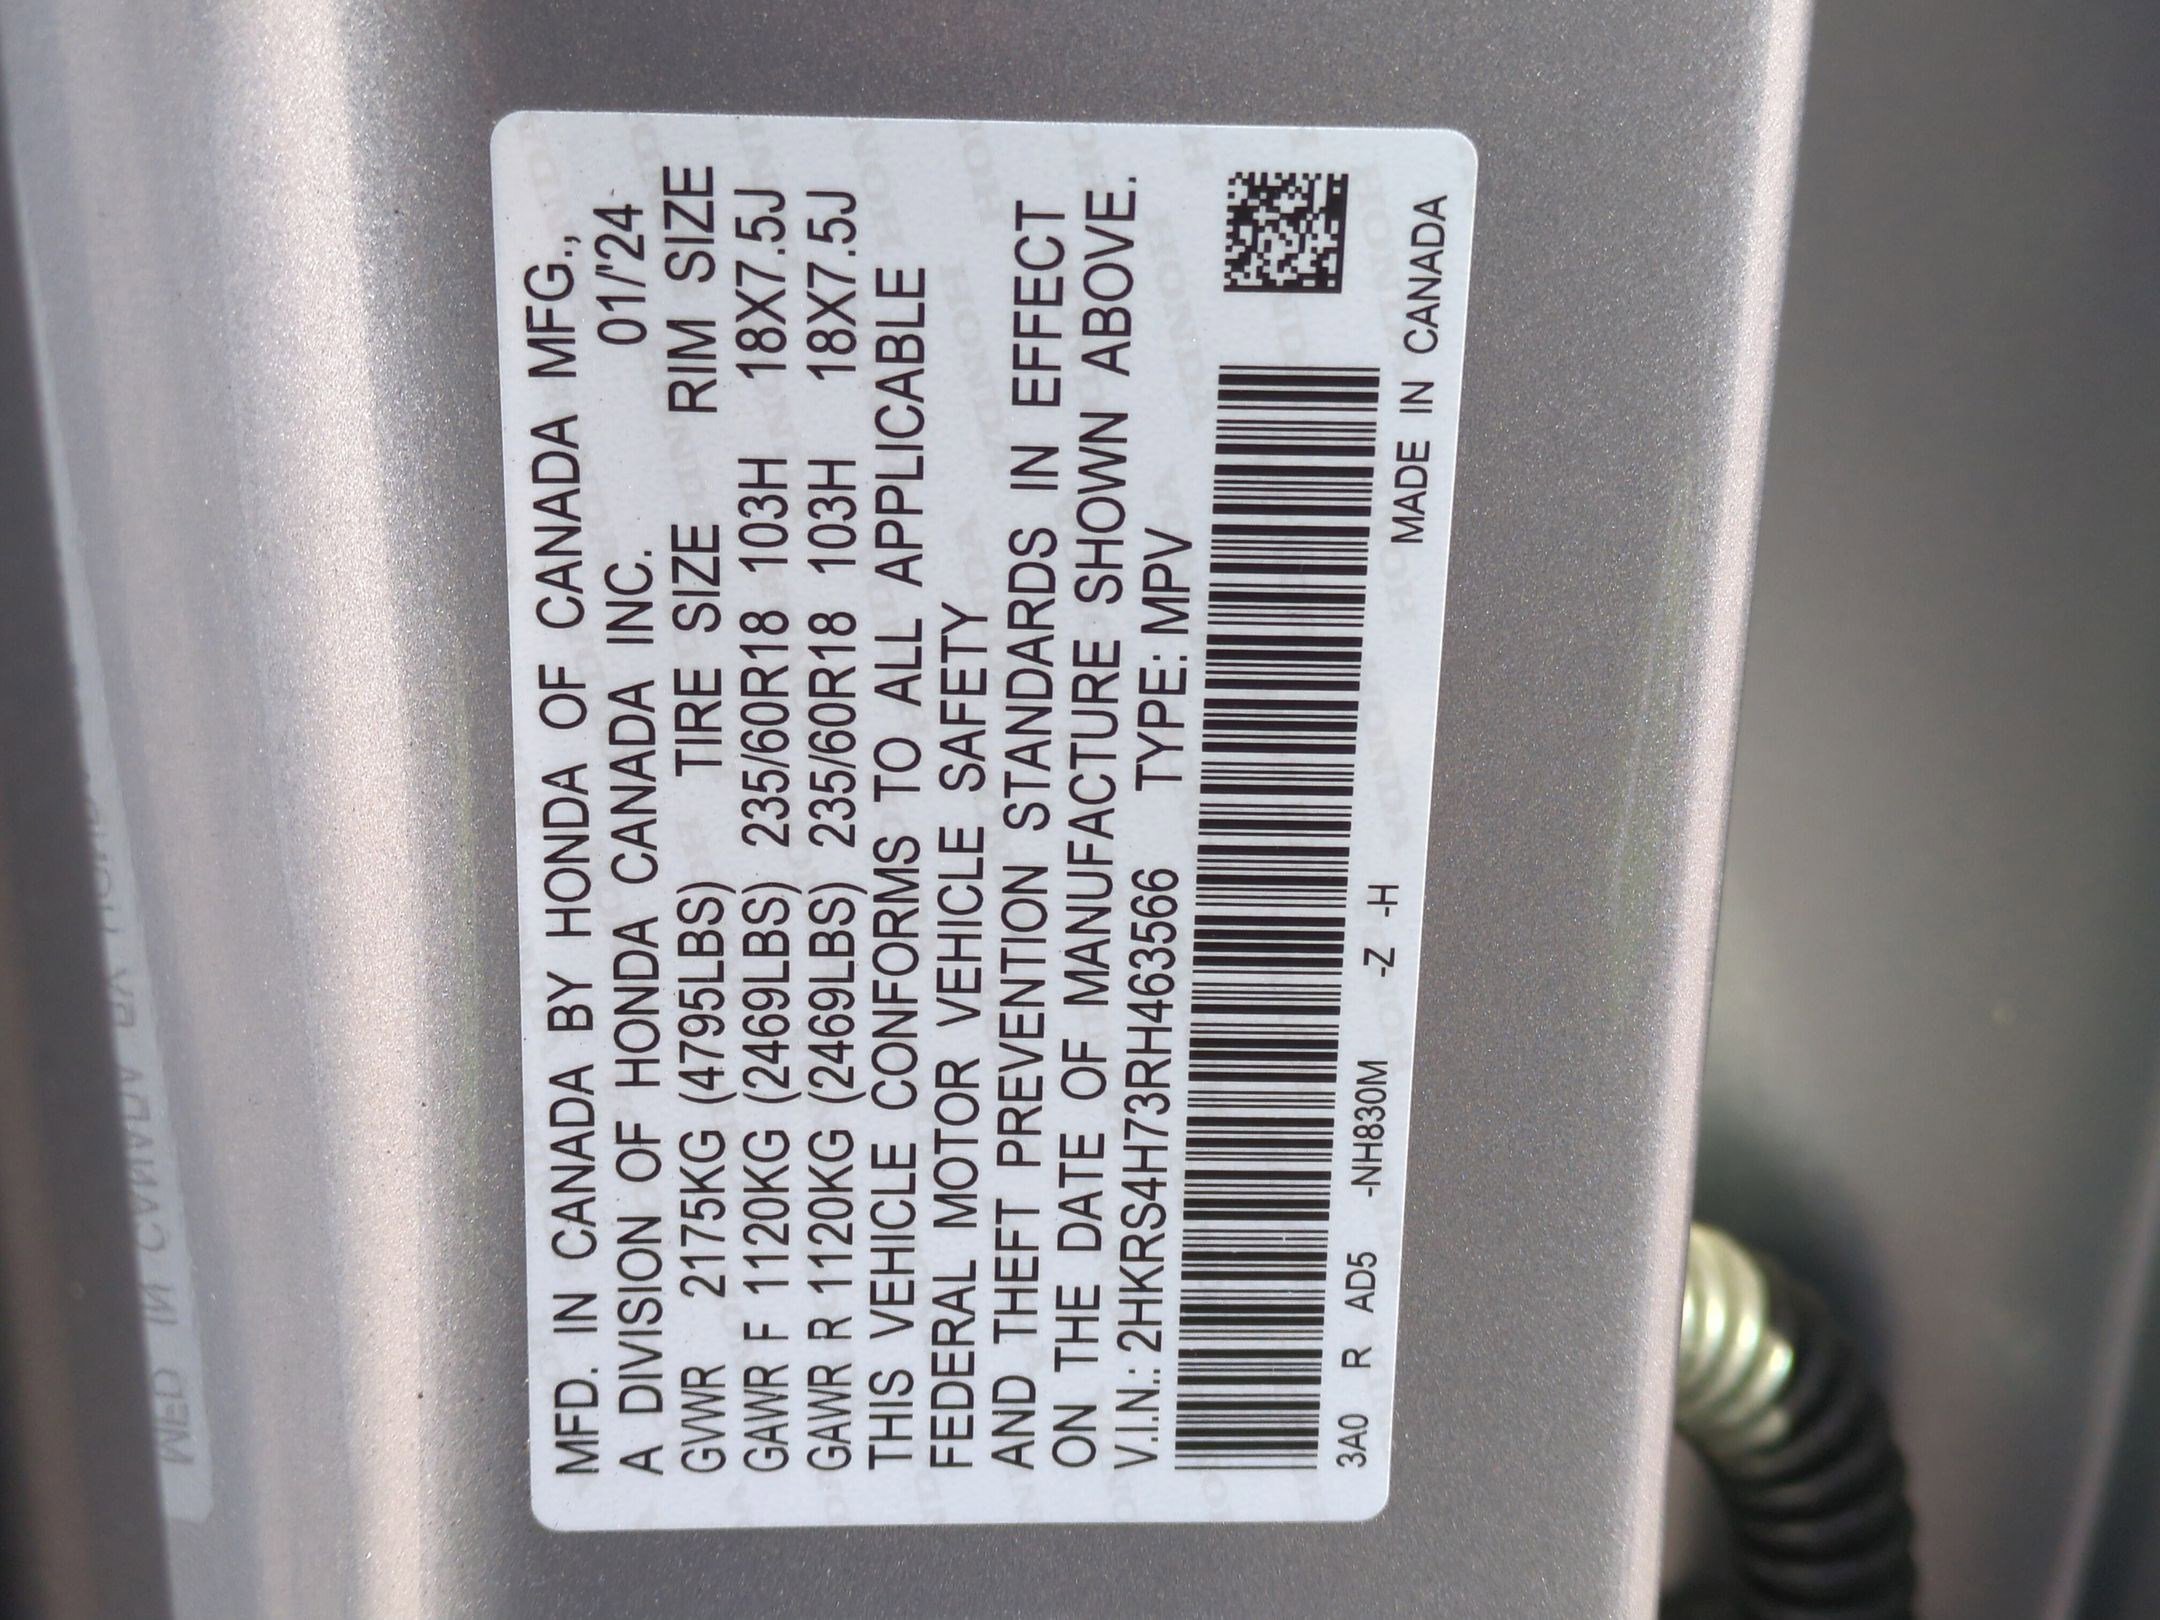 MFD. IN CANADA BY HONDA OF CANADA MFG.,
A DIVISION OF HONDA CANADA INC. 01/'24
GVWR 2175KG (4795LBS) TIRE SIZE RIM SIZE
GAWR F 1120KG (2469LBS) 235/60R18 103H 18X7.5J
GAWR R 1120KG (2469LBS) 235/60R18 103H 18X7.5J
THIS VEHICLE CONFORMS TO ALL APPLICABLE
FEDERAL MOTOR VEHICLE SAFETY
AND THEFT PREVENTION STANDARDS IN EFFECT
ON THE DATE OF MANUFACTURE SHOWN ABOVE.
V.I.N.: 2HKRS4H73RH463566 TYPE: MPV
3A0 R AD5 -NH830M -Z -H MADE IN CANADA